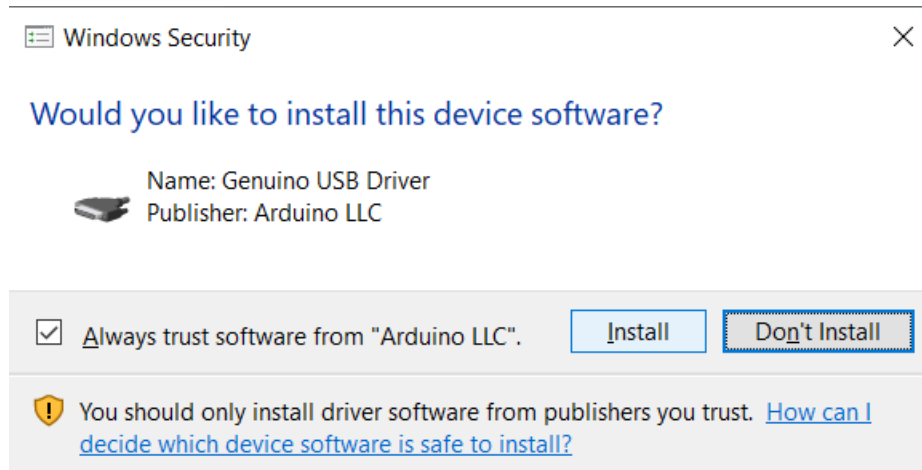 Windows Security
Would you like to install this device software?
Name: Genuino USB Driver
Publisher: Arduino LLC
Always trust software from "Arduino LLC".
Install
Don't Install
You should only install driver software from publishers you trust. How can I
decide which device software is safe to install?